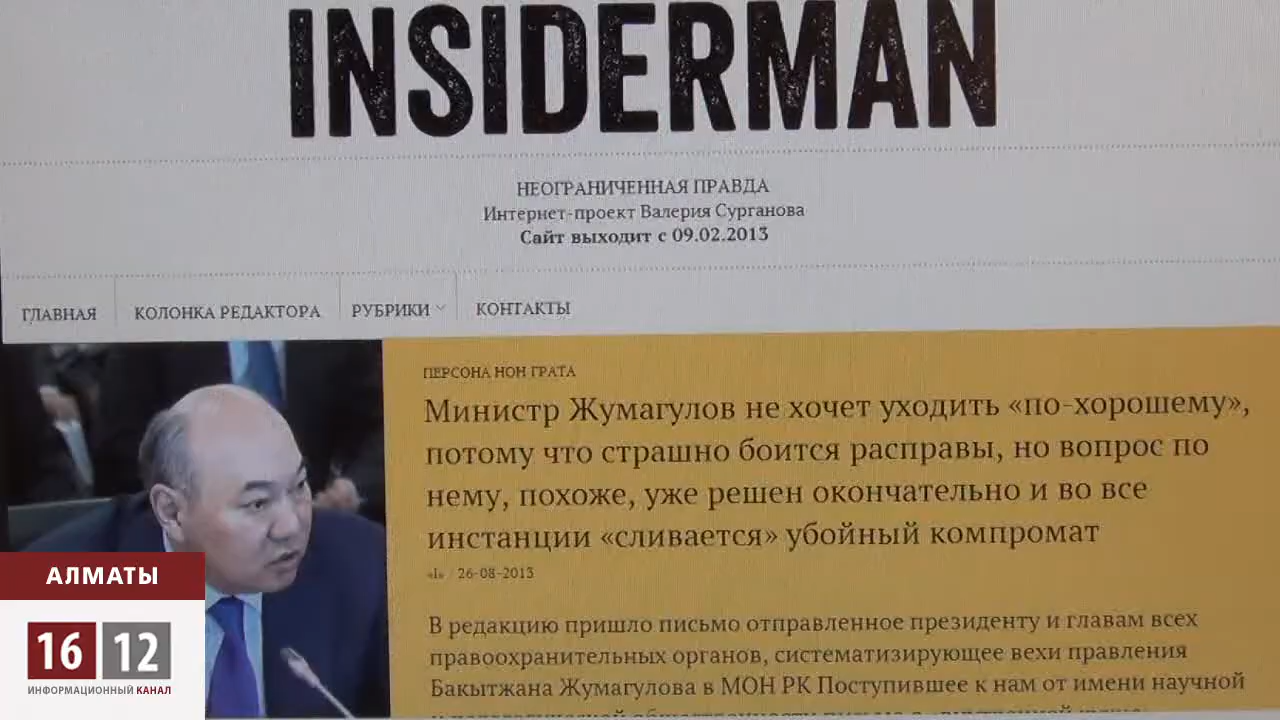 INSIDERMAN
НЕОГРАНИЧЕННАЯ ПРАВДА
Интернет-проект Валерия Сурганова
Сайт выходит с 09.02.2013
ГЛАВНАЯ КОЛОНКА РЕДАКТОРА РУБРИКИ КОНТАКТЫ
ПЕРСОНА НОН ГРАТА
Министр Жумагулов не хочет уходить «по-хорошему»,
потому что страшно боится расправы, но вопрос по
нему, похоже, уже решен окончательно и во все
инстанции «сливается» убойный компромат
«I» / 26-08-2013
В редакцию пришло письмо отправленное президенту и главам всех
правоохранительных органов, систематизирующее вехи правления
Бакытжана Жумагулова в МОН РК Поступившее к нам от имени научной
АЛМАТЫ
16 12
ИНФОРМАЦИОННЫЙ КАНАЛ